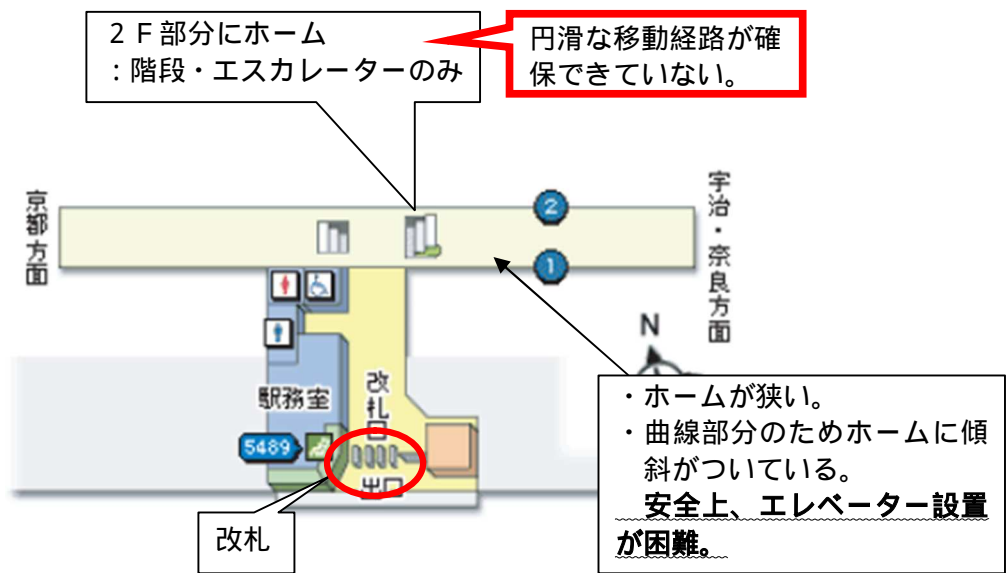 ２Ｆ部分にホーム
：階段・エスカレーターのみ
円滑な移動経路が確
保できていない。
京都方面
宇治・奈良方面
2
1
N
駅務室
改札口
5489
出口
改札
・ホームが狭い。
・曲線部分のためホームに傾
斜がついている。
安全上、エレベーター設置
が困難。